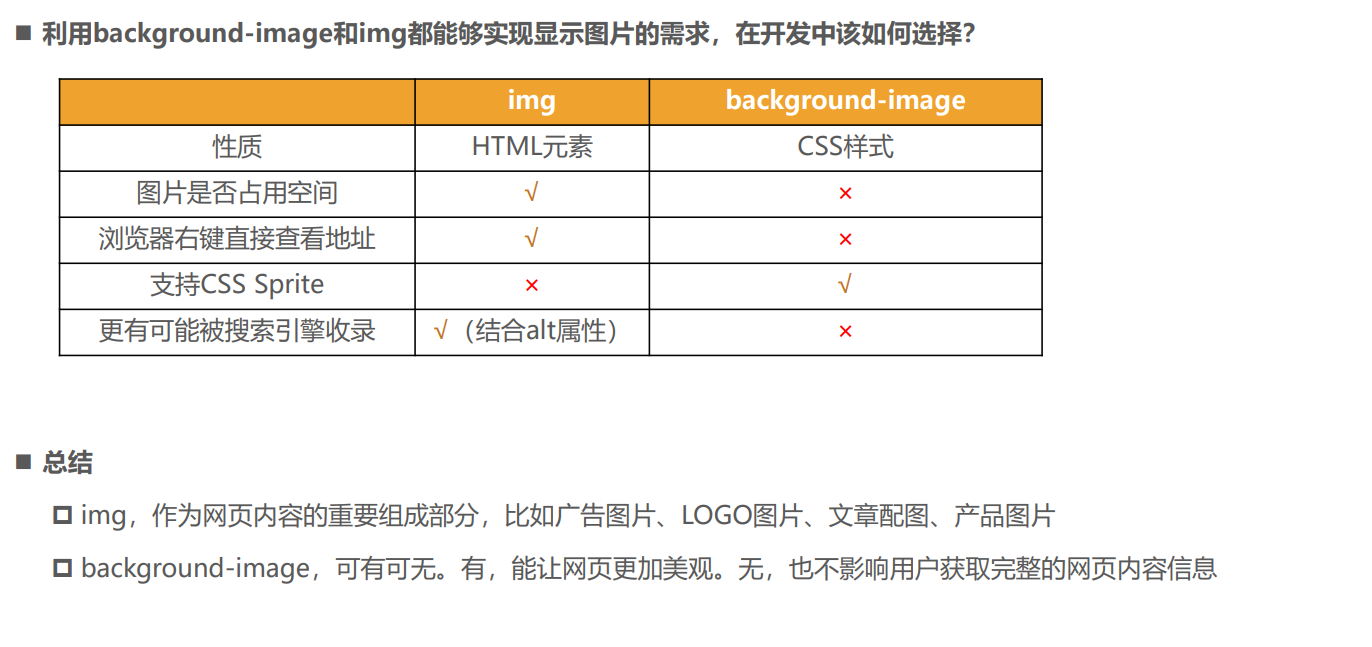 ■ 利用background-image和img都能够实现显示图片的需求，在开发中该如何选择？
img background-image
性质 HTML元素 CSS样式
图片是否占用空间 √ ×
浏览器右键直接查看地址 √ ×
支持CSS Sprite × √
更有可能被搜索引擎收录 √（结合alt属性） ×
■ 总结
img，作为网页内容的重要组成部分，比如广告图片、LOGO图片、文章配图、产品图片
background-image，可有可无。有，能让网页更加美观。无，也不影响用户获取完整的网页内容信息